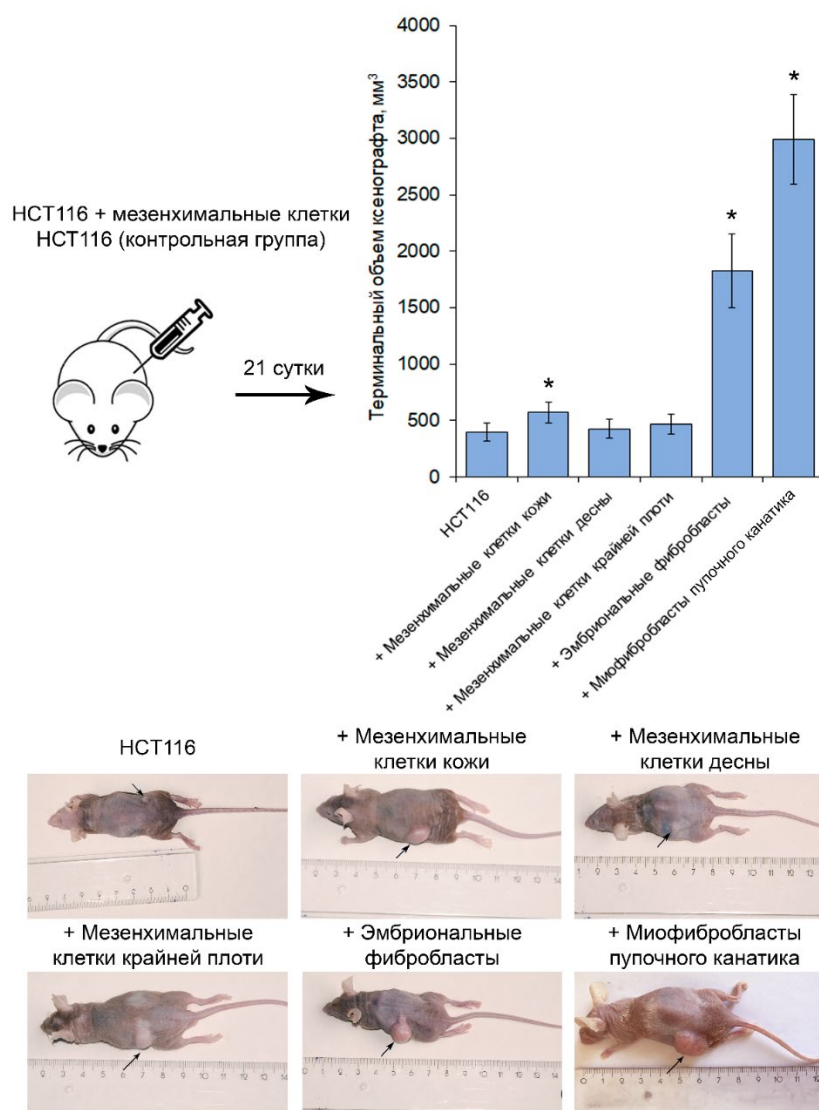 4000
3500
3000
2500
2000
1500
1000
500
0
Терминальный объем ксенографта, мм³
*
*
*
HCT116 + мезенхимальные клетки
HCT116 (контрольная группа)
21 сутки
HCT116
+ Мезенхимальные клетки кожи
+ Мезенхимальные клетки десны
+ Мезенхимальные клетки крайней плоти
+ Эмбриональные фибробласты
+ Миофибробласты пупочного канатика
HCT116
+ Мезенхимальные
клетки кожи
+ Мезенхимальные
клетки десны
+ Мезенхимальные
клетки крайней плоти
+ Эмбриональные
фибробласты
+ Миофибробласты
пупочного канатика